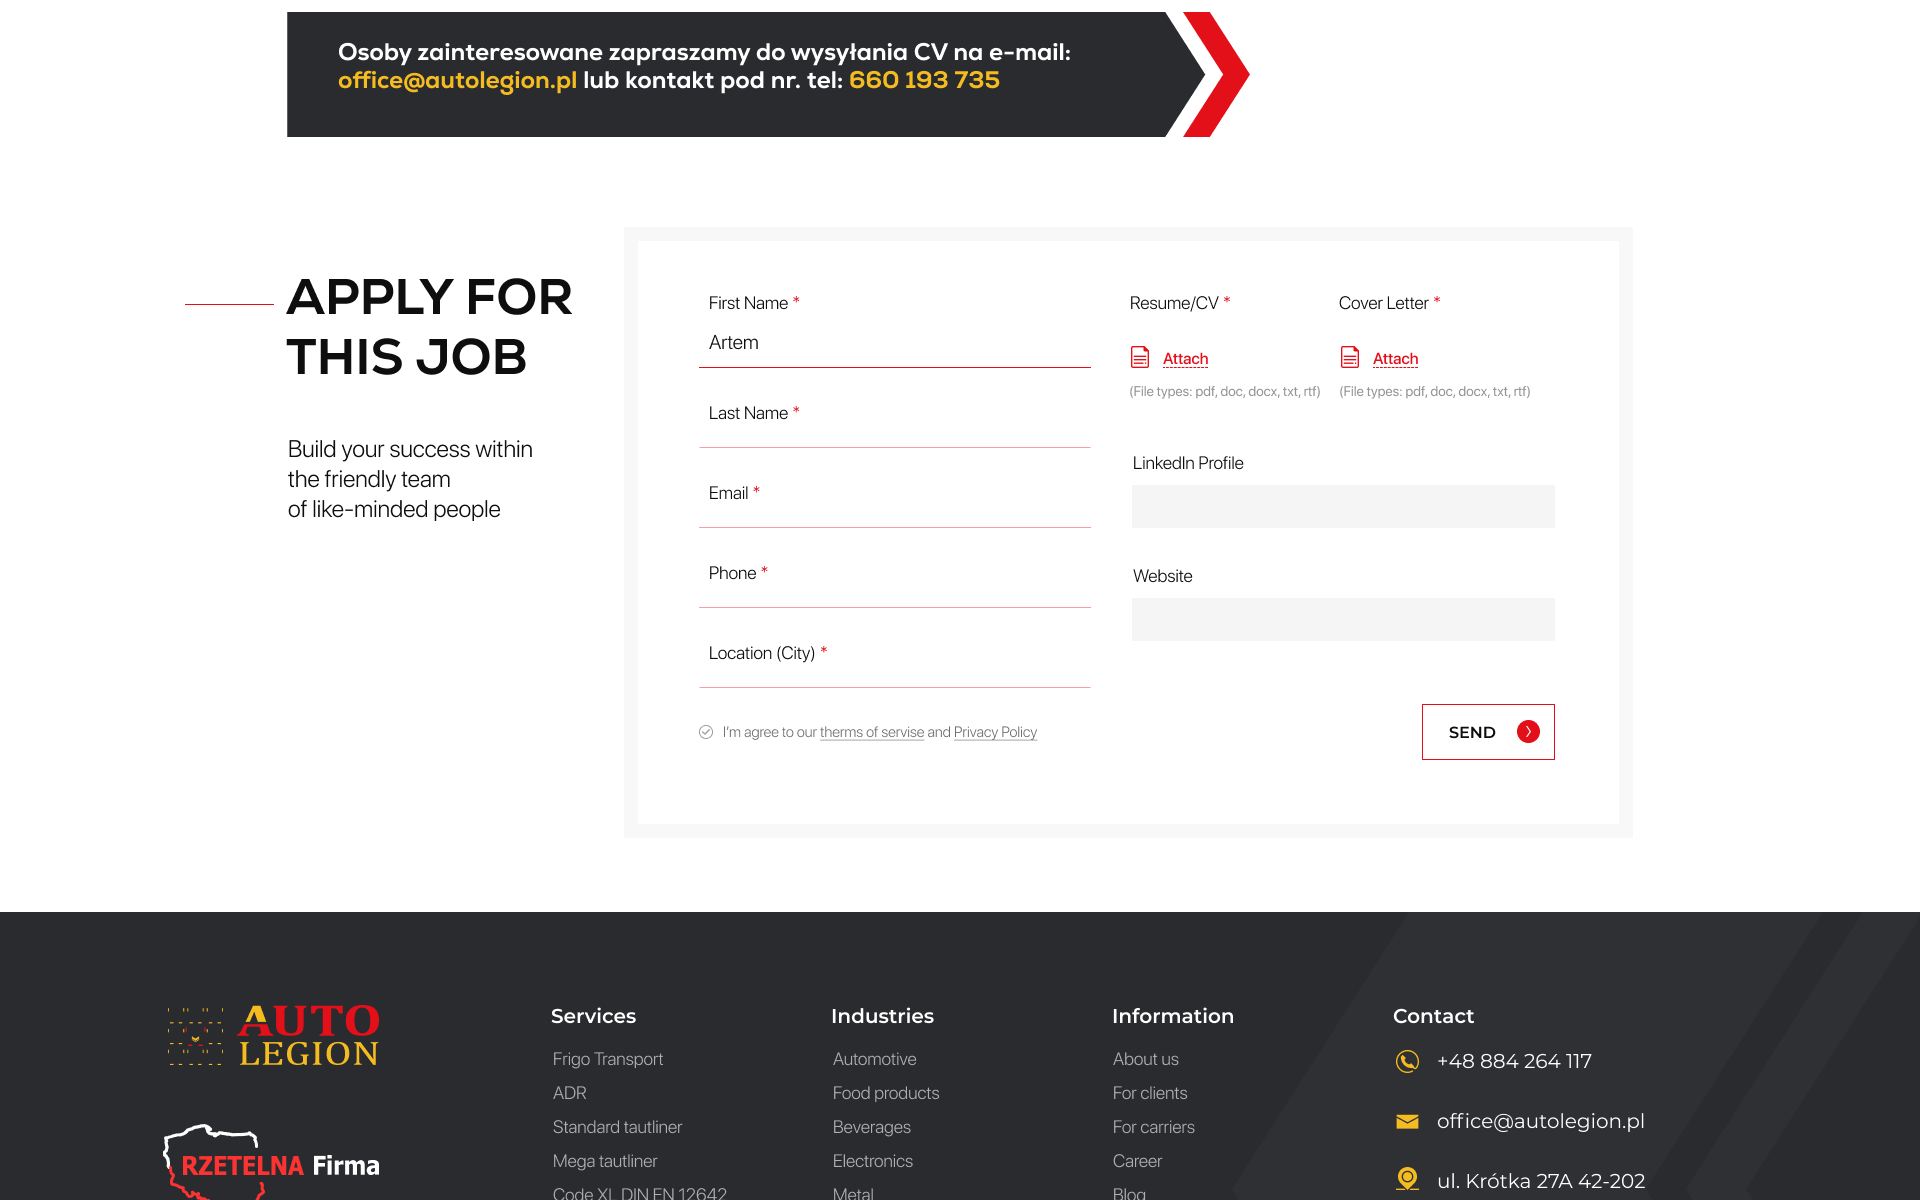 Osoby zainteresowane zapraszamy do wysyłania CV na e-mail:
office@autolegion.pl lub kontakt pod nr. tel: 660 193 735
APPLY FOR
THIS JOB
Build your success within
the friendly team
of like-minded people
First Name *
Artem
Last Name *
Email *
Phone *
Location (City) *
I'm agree to our therms of servise and Privacy Policy
Resume/CV *
Attach
(File types: pdf, doc, docx, txt, rtf)
Cover Letter *
Attach
(File types: pdf, doc, docx, txt, rtf)
LinkedIn Profile
Website
SEND
AUTO
LEGION
RZETELNA Firma
Services
Frigo Transport
ADR
Standard tautliner
Mega tautliner
Code XL DIN EN 12642
Industries
Automotive
Food products
Beverages
Electronics
Metal
Information
About us
For clients
For carriers
Career
Blog
Contact
+48 884 264 117
office@autolegion.pl
ul. Krótka 27A 42-202